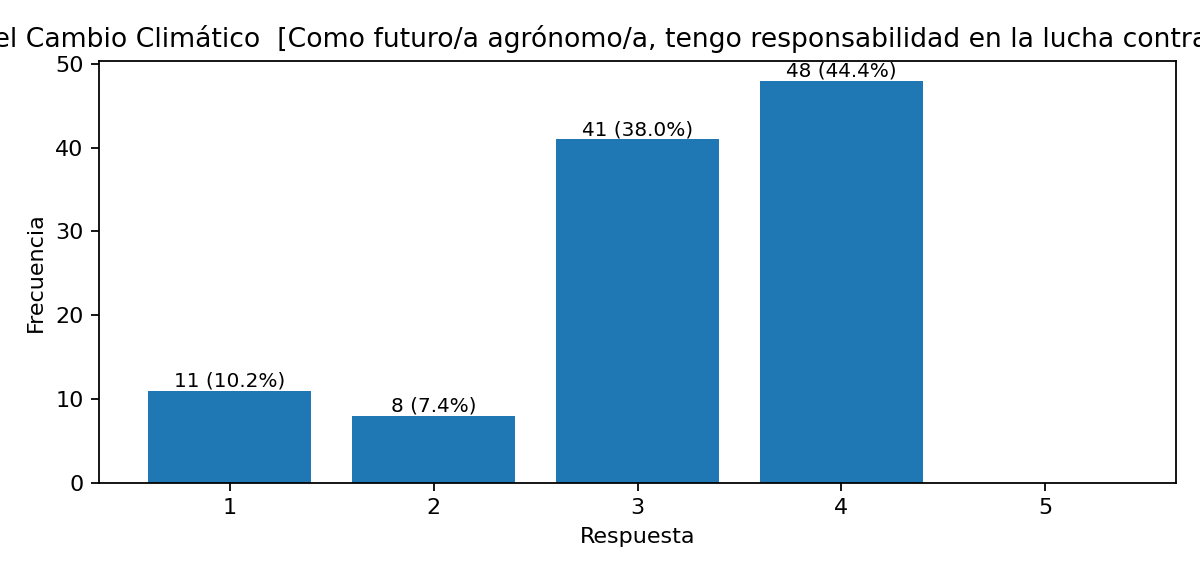 el Cambio Climático  [Como futuro/a agrónomo/a, tengo responsabilidad en la lucha contra
50
48 (44.4%)
41 (38.0%)
40
30
Frecuencia
20
11 (10.2%)
8 (7.4%)
10
0
1 2 3 4 5
Respuesta